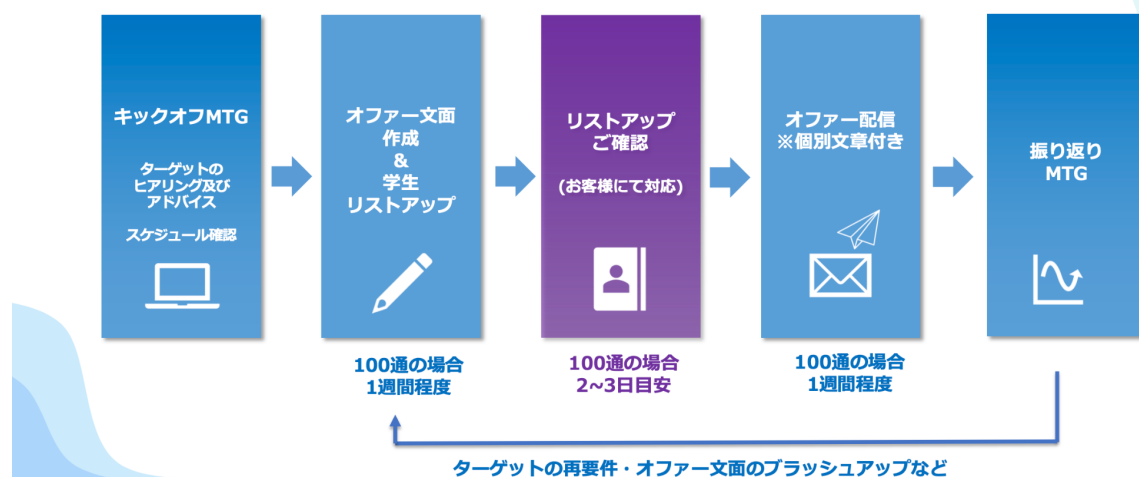 キックオフMTG
ターゲットの
ヒアリング及び
アドバイス
スケジュール確認
オファー文面
作成
&
学生
リストアップ
リストアップ
ご確認
(お客様にて対応)
オファー配信
※個別文章付き
振り返り
MTG
100通の場合
1週間程度
100通の場合
2~3日目安
100通の場合
1週間程度
ターゲットの再要件・オファー文面のブラッシュアップなど